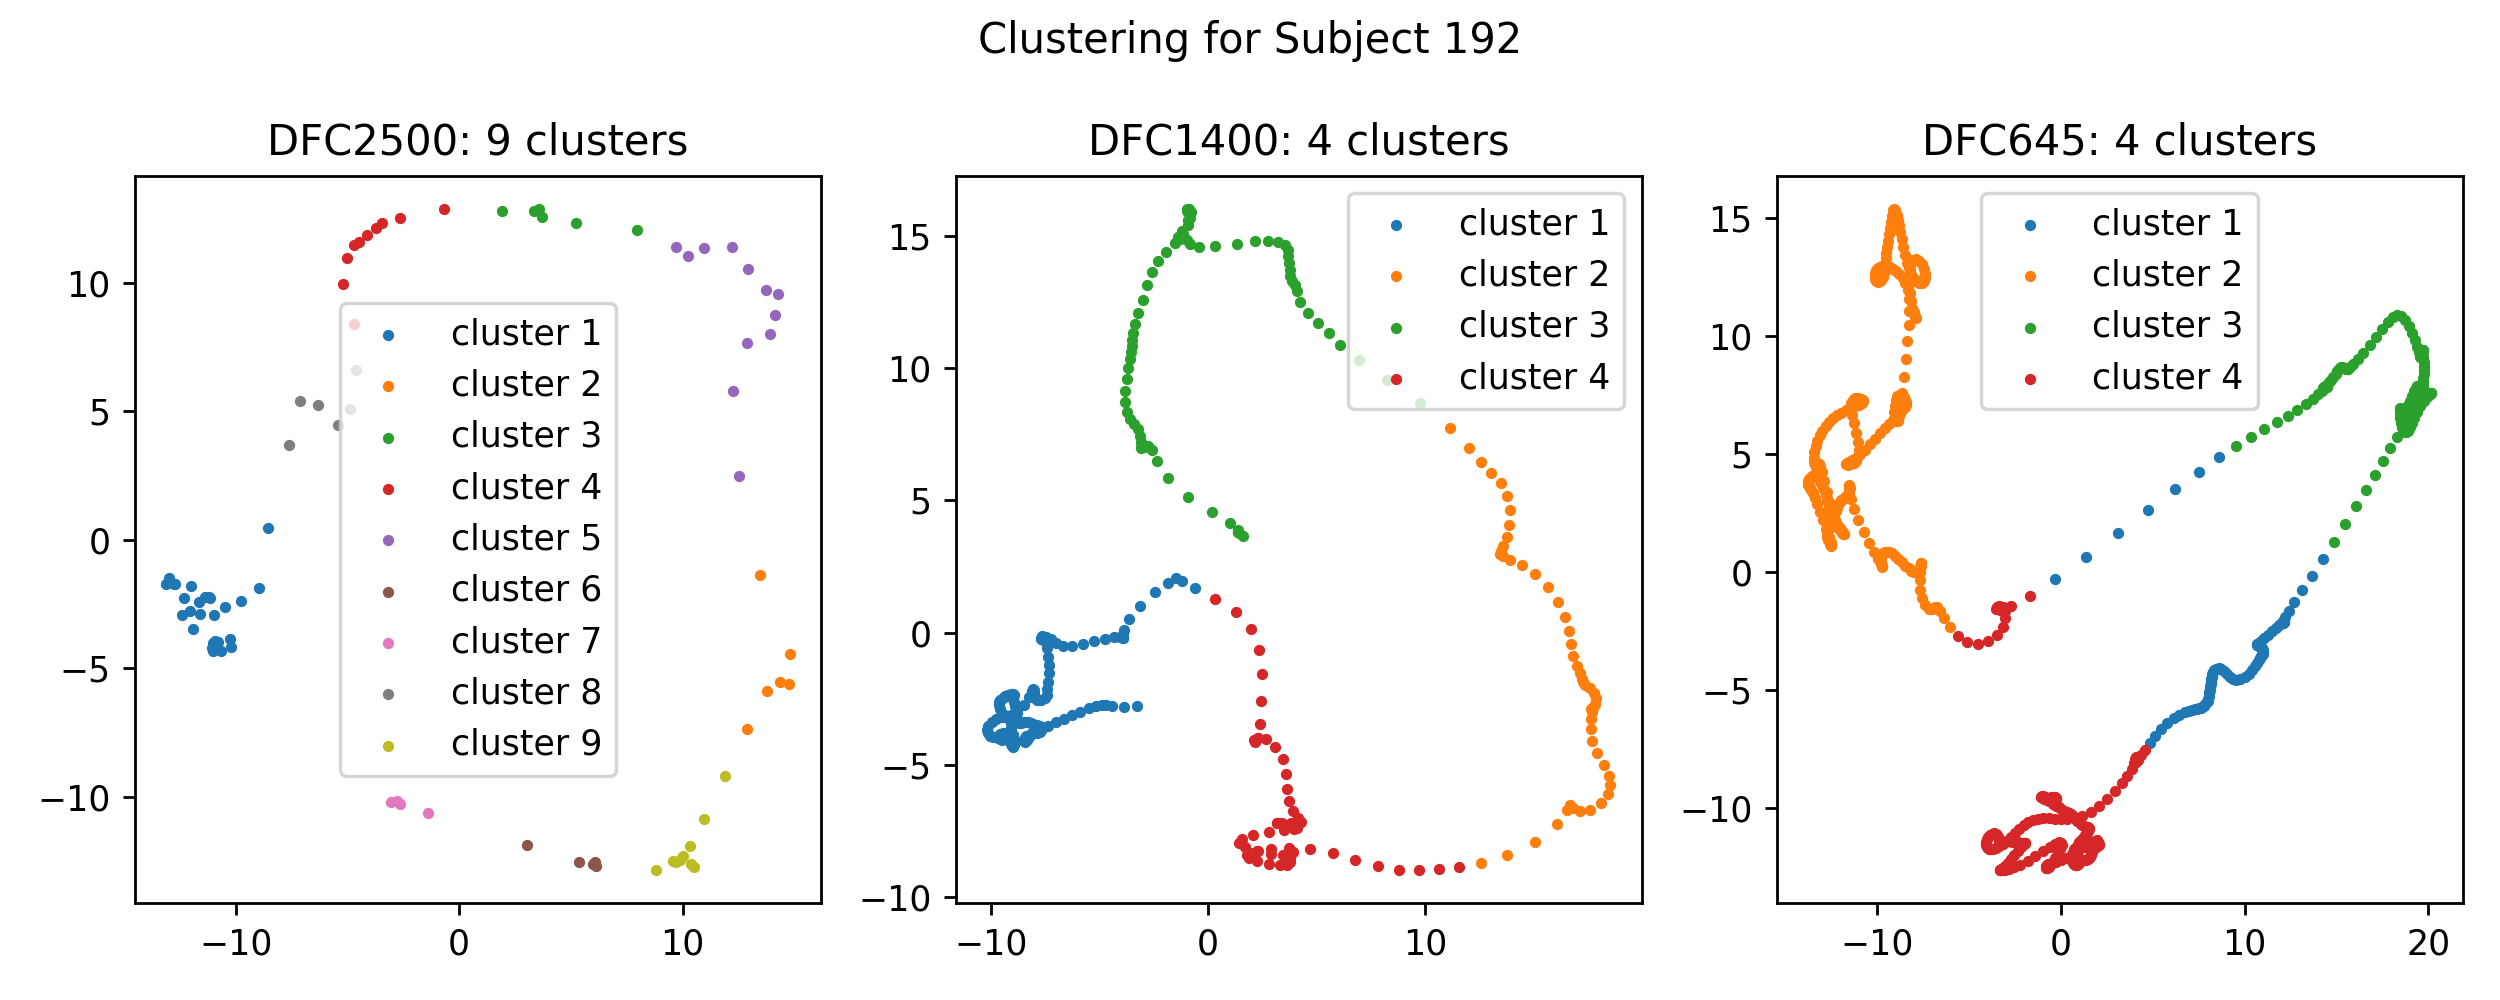 Clustering for Subject 192
DFC2500: 9 clusters
10
5
0
−5
−10
−10
0
10
cluster 1
cluster 2
cluster 3
cluster 4
cluster 5
cluster 6
cluster 7
cluster 8
cluster 9
DFC1400: 4 clusters
15
10
5
0
−5
−10
−10
0
10
cluster 1
cluster 2
cluster 3
cluster 4
DFC645: 4 clusters
15
10
5
0
−5
−10
−10
0
10
20
cluster 1
cluster 2
cluster 3
cluster 4